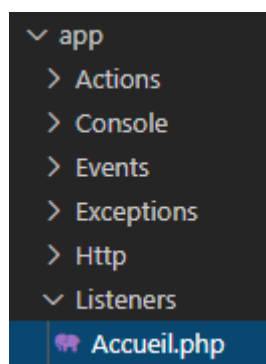 app
Actions
Console
Events
Exceptions
Http
Listeners
Accueil.php